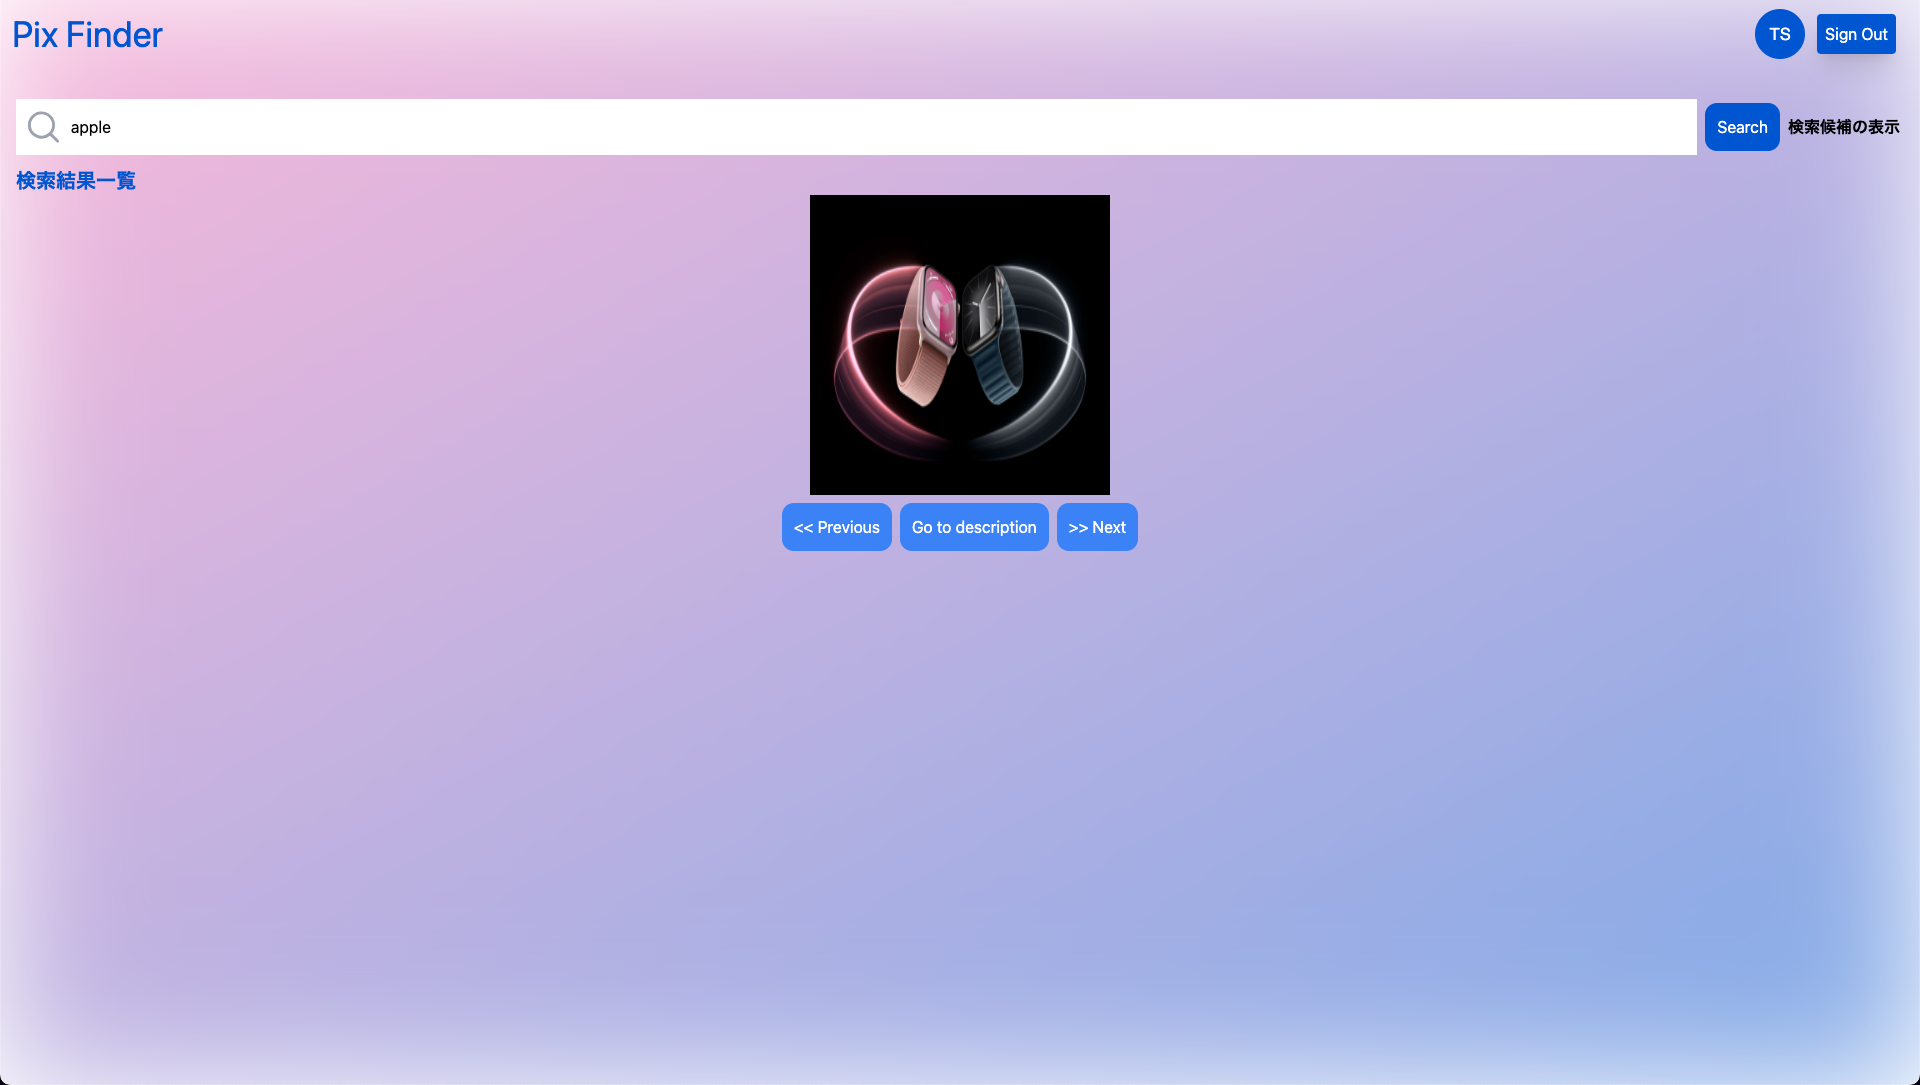 Pix Finder
TS
Sign Out
apple
Search
検索候補の表示
検索結果一覧
<< Previous
Go to description
>> Next